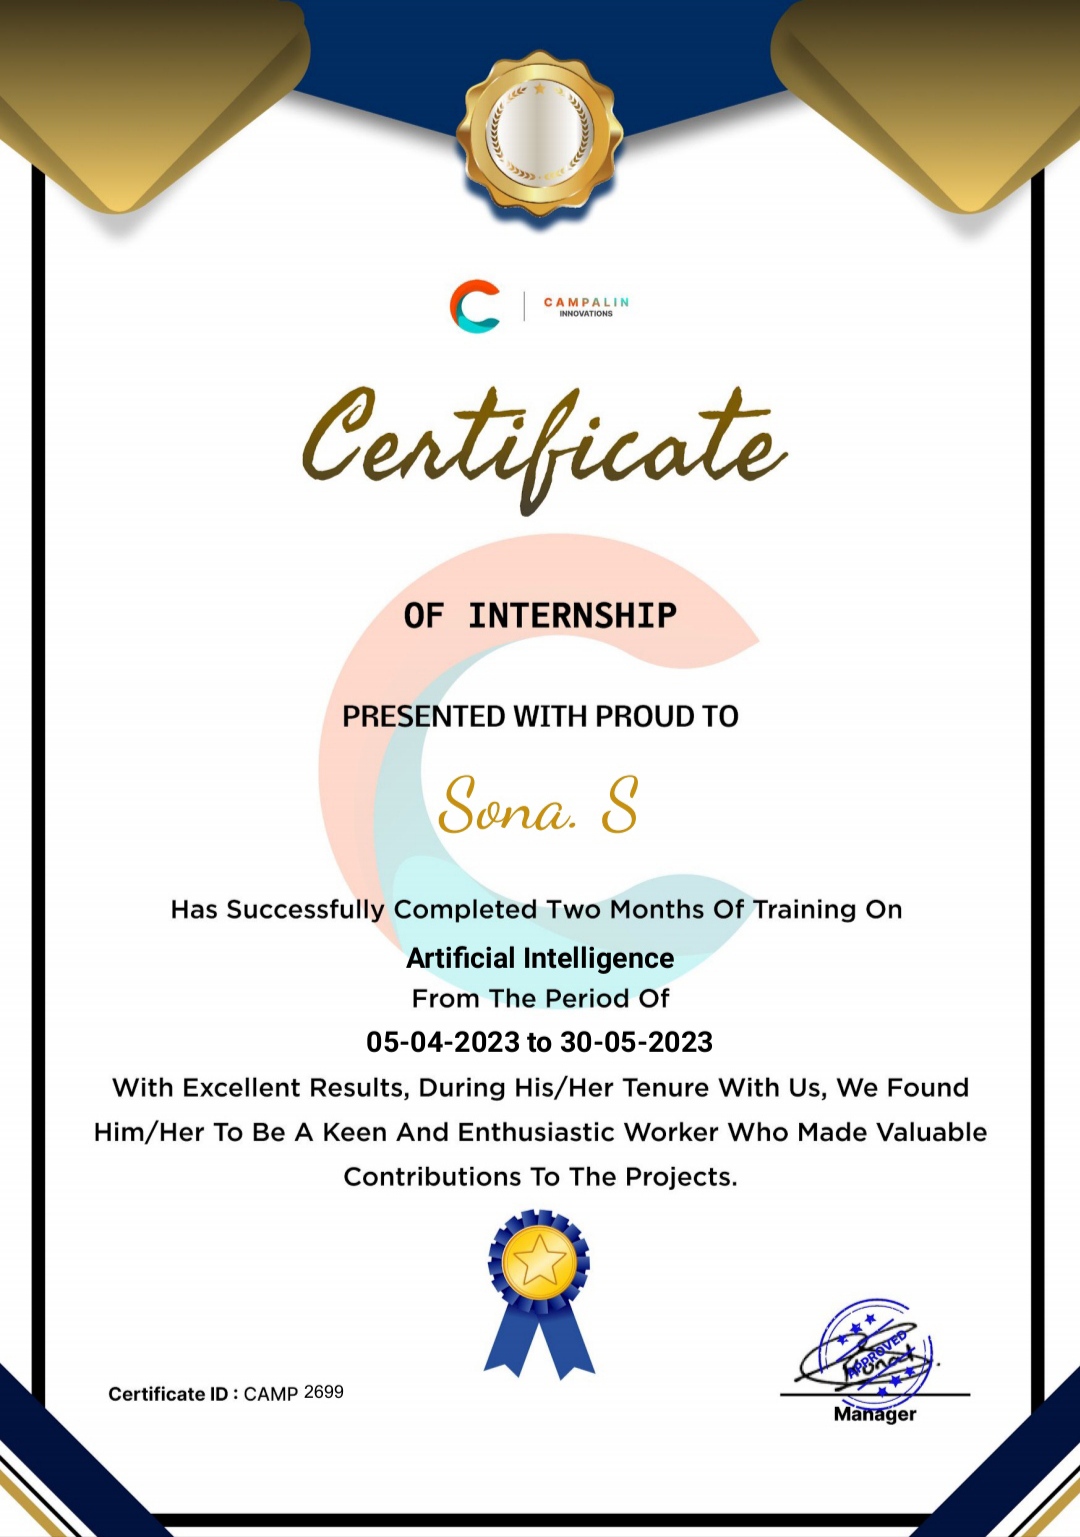 CAMPALIN
INNOVATIONS
Certificate
OF INTERNSHIP
PRESENTED WITH PROUD TO
Sona. S
Has Successfully Completed Two Months Of Training On
Artificial Intelligence
From The Period Of
05-04-2023 to 30-05-2023
With Excellent Results, During His/Her Tenure With Us, We Found
Him/Her To Be A Keen And Enthusiastic Worker Who Made Valuable
Contributions To The Projects.
APPROVED
Certificate ID : CAMP 2699
Manager